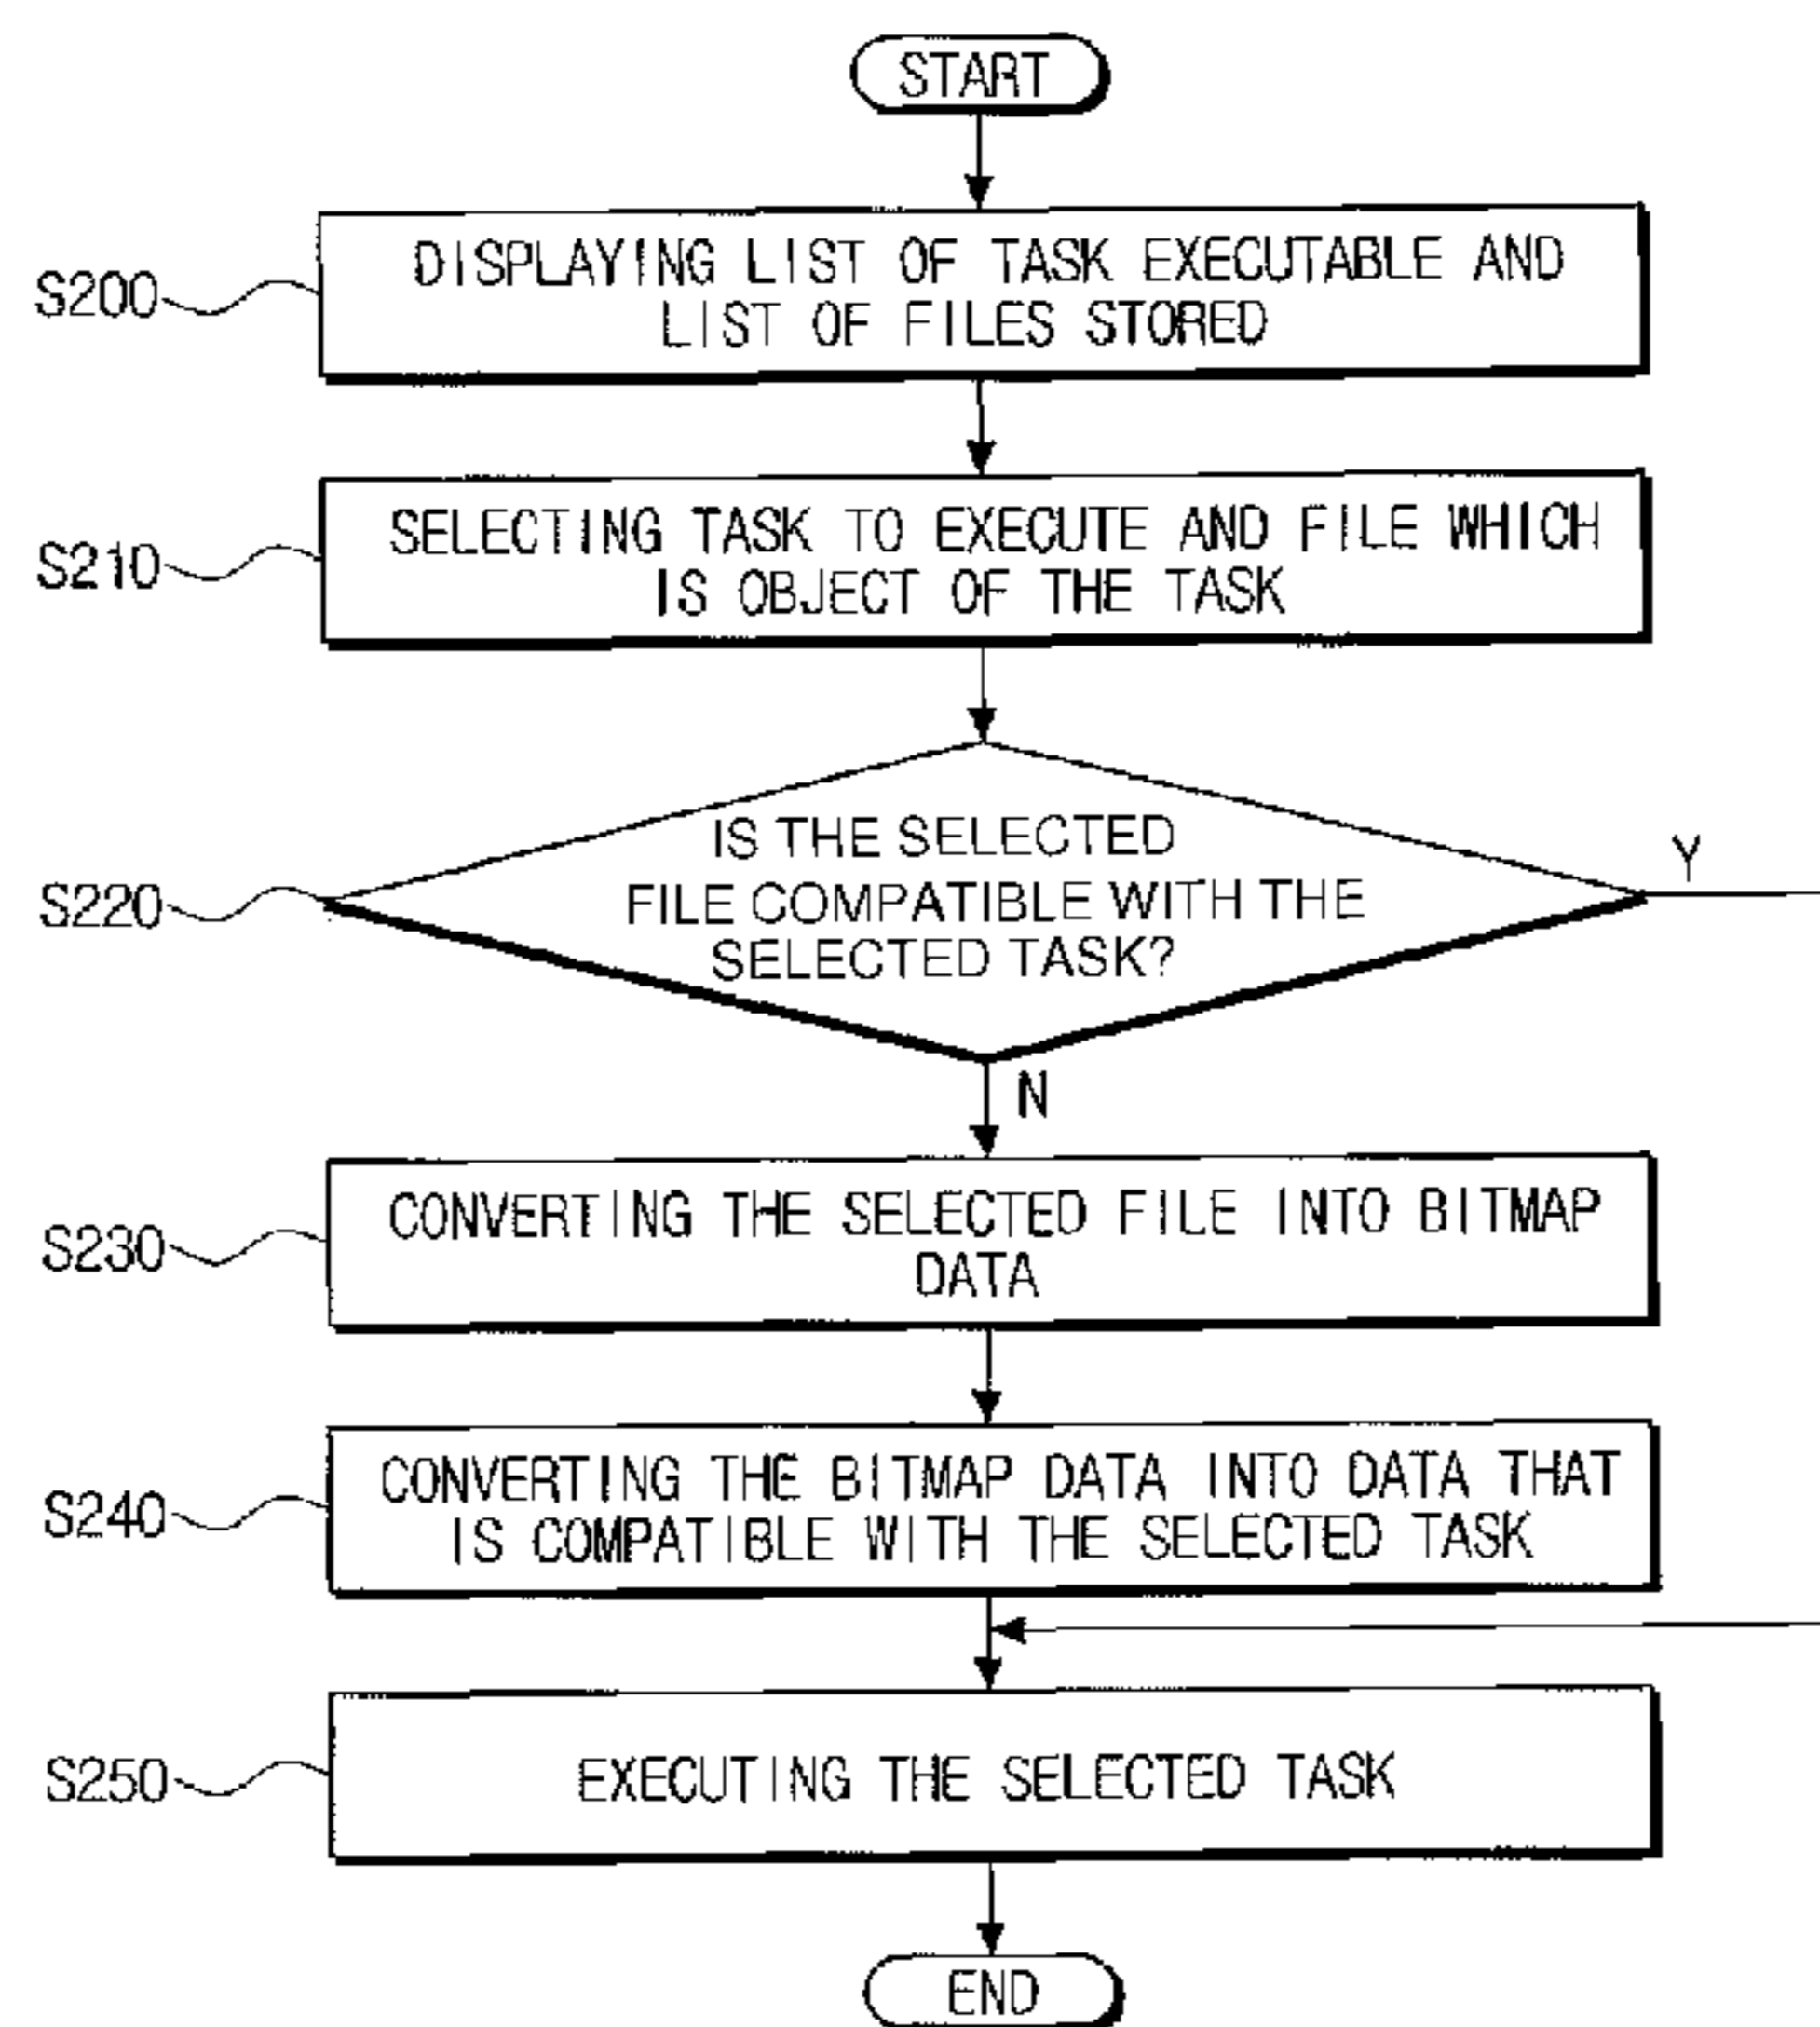 START
S200
DISPLAYING LIST OF TASK EXECUTABLE AND
LIST OF FILES STORED
S210
SELECTING TASK TO EXECUTE AND FILE WHICH
IS OBJECT OF THE TASK
S220
IS THE SELECTED
FILE COMPATIBLE WITH THE
SELECTED TASK?
Y
N
S230
CONVERTING THE SELECTED FILE INTO BITMAP
DATA
S240
CONVERTING THE BITMAP DATA INTO DATA THAT
IS COMPATIBLE WITH THE SELECTED TASK
S250
EXECUTING THE SELECTED TASK
END